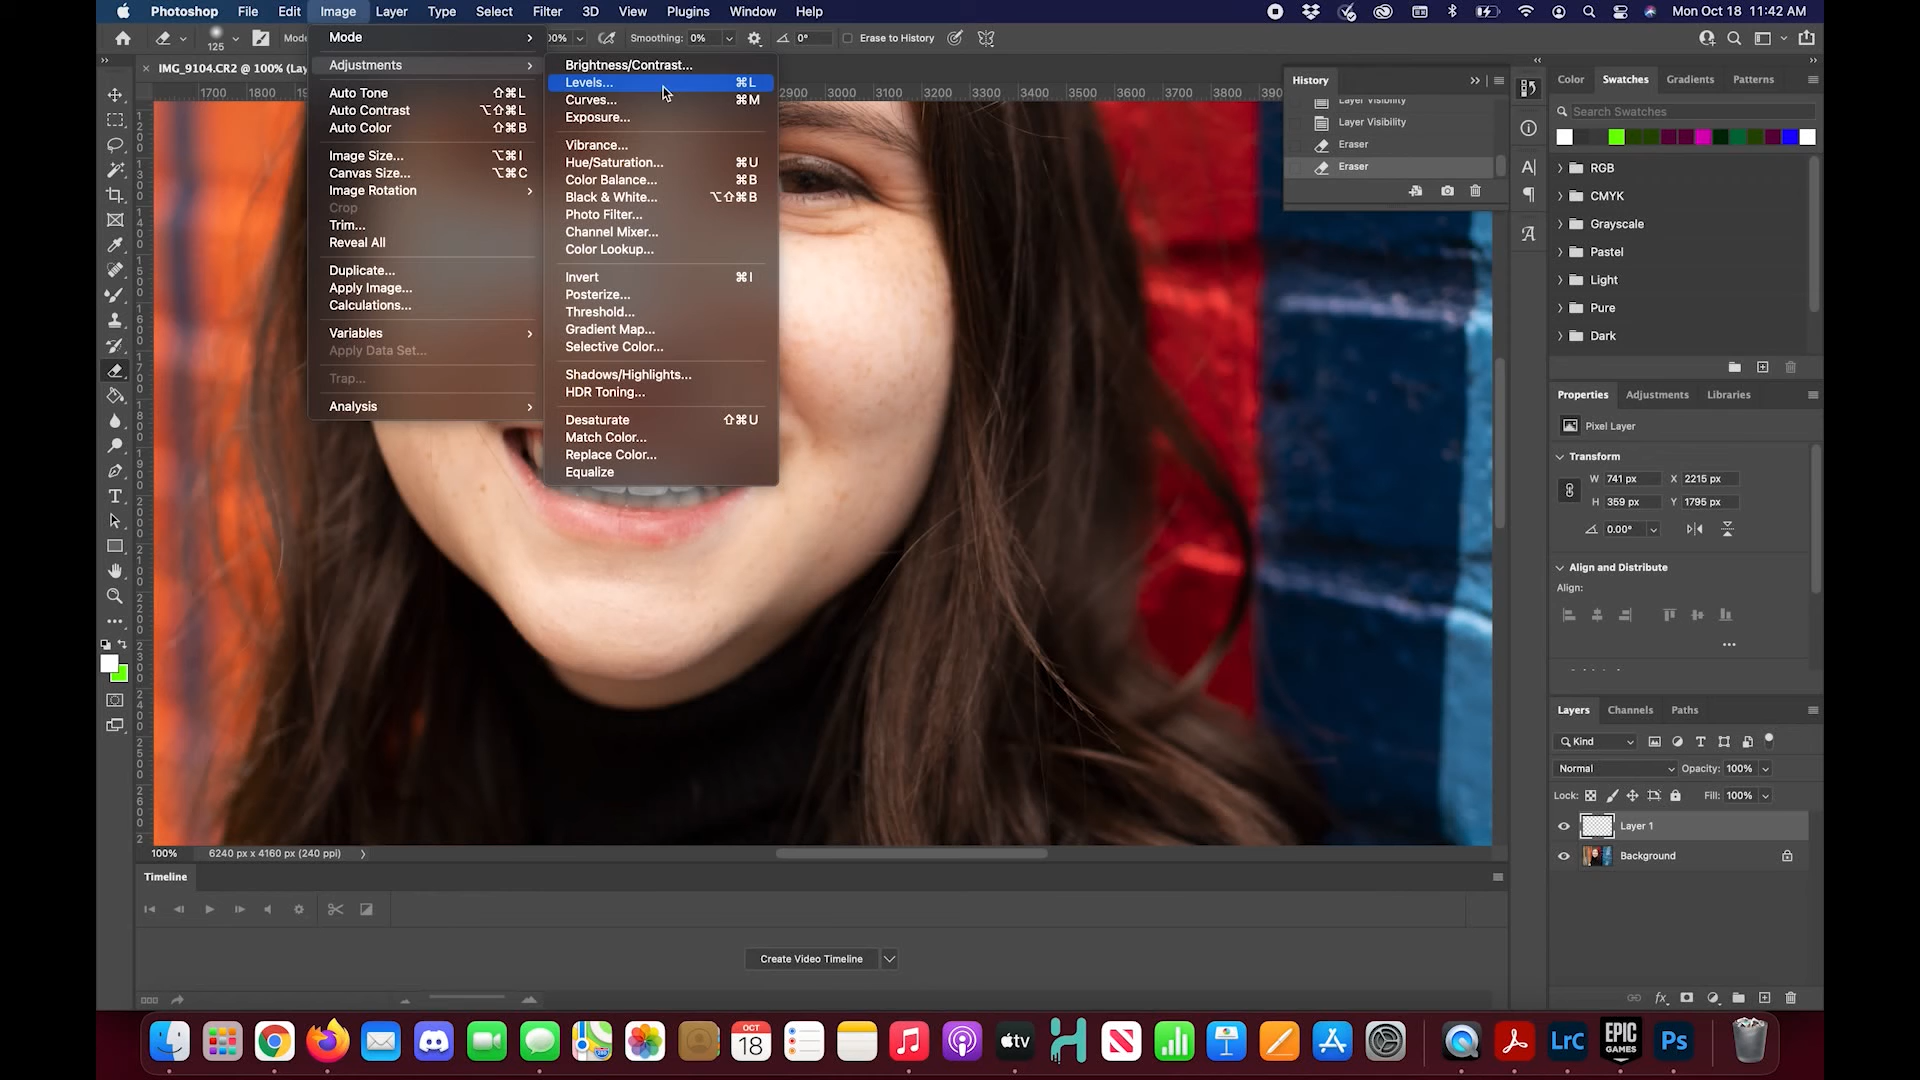 Photoshop File Edit Image Layer Type Select Filter 3D View Plugins Window Help Mon Oct 18 11:42 AM
125 Mode 00% Smoothing: 0% 0° Erase to History
IMG_9104.CR2 @ 100% (Lay
1700 1800 2900 3000 3100 3200 3300 3400 3500 3600 3700 3800
Mode
Adjustments
Auto Tone ⇧⌘L
Auto Contrast ⌥⇧⌘L
Auto Color ⇧⌘B
Image Size... ⌥⌘I
Canvas Size... ⌥⌘C
Image Rotation
Crop
Trim...
Reveal All
Duplicate...
Apply Image...
Calculations...
Variables
Apply Data Set...
Trap...
Analysis
Brightness/Contrast...
Levels... ⌘L
Curves... ⌘M
Exposure...
Vibrance...
Hue/Saturation... ⌘U
Color Balance... ⌘B
Black & White... ⌥⇧⌘B
Photo Filter...
Channel Mixer...
Color Lookup...
Invert ⌘I
Posterize...
Threshold...
Gradient Map...
Selective Color...
Shadows/Highlights...
HDR Toning...
Desaturate ⇧⌘U
Match Color...
Replace Color...
Equalize
History
Layer Visibility
Layer Visibility
Eraser
Eraser
Color Swatches Gradients Patterns
Search Swatches
RGB
CMYK
Grayscale
Pastel
Light
Pure
Dark
Properties Adjustments Libraries
Pixel Layer
Transform
W 741 px X 2215 px
H 359 px Y 1795 px
0.00°
Align and Distribute
Align:
Layers Channels Paths
Kind
Normal Opacity: 100%
Lock: Fill: 100%
Layer 1
Background
fx
100% 6240 px x 4160 px (240 ppi)
Timeline
Create Video Timeline
OCT
18
tv
LrC
EPIC
GAMES
Ps